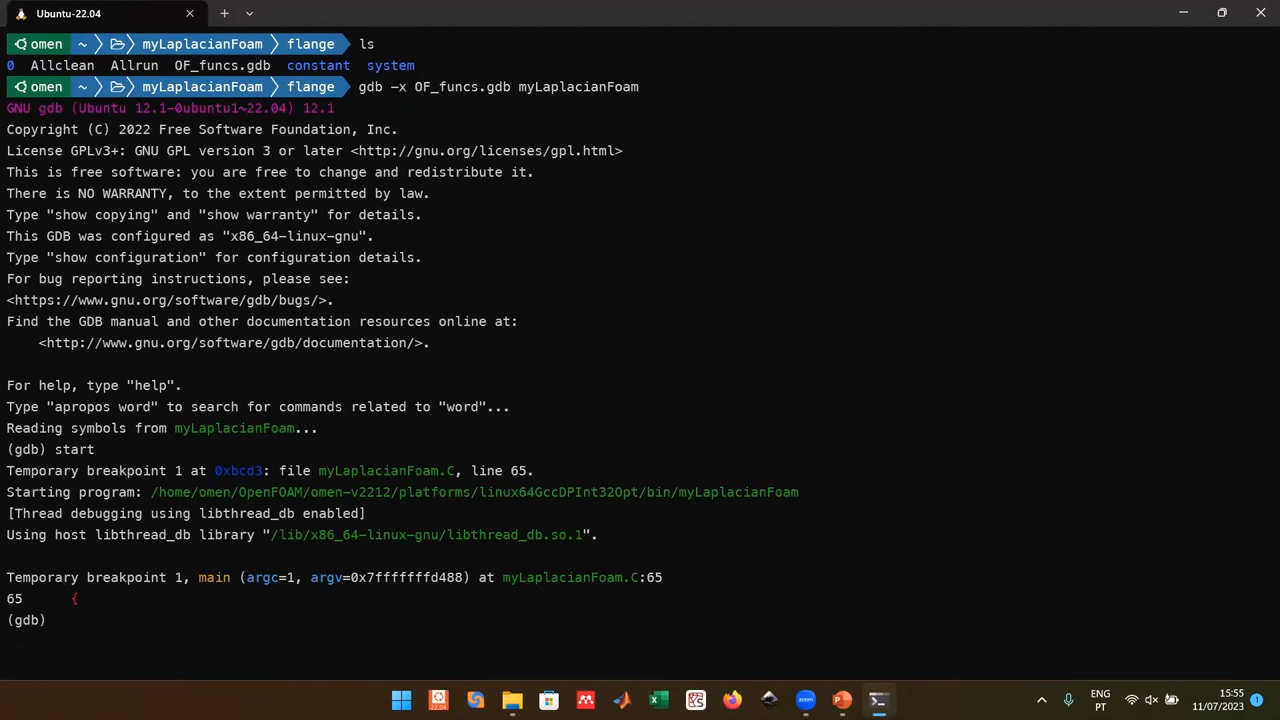 Ubuntu-22.04
omen ~ myLaplacianFoam flange ls
0 Allclean Allrun OF_funcs.gdb constant system
omen ~ myLaplacianFoam flange gdb -x OF_funcs.gdb myLaplacianFoam
GNU gdb (Ubuntu 12.1-0ubuntu1~22.04) 12.1
Copyright (C) 2022 Free Software Foundation, Inc.
License GPLv3+: GNU GPL version 3 or later <http://gnu.org/licenses/gpl.html>
This is free software: you are free to change and redistribute it.
There is NO WARRANTY, to the extent permitted by law.
Type "show copying" and "show warranty" for details.
This GDB was configured as "x86_64-linux-gnu".
Type "show configuration" for configuration details.
For bug reporting instructions, please see:
<https://www.gnu.org/software/gdb/bugs/>.
Find the GDB manual and other documentation resources online at:
<http://www.gnu.org/software/gdb/documentation/>.
For help, type "help".
Type "apropos word" to search for commands related to "word"...
Reading symbols from myLaplacianFoam...
(gdb) start
Temporary breakpoint 1 at 0xbcd3: file myLaplacianFoam.C, line 65.
Starting program: /home/omen/OpenFOAM/omen-v2212/platforms/linux64GccDPInt32Opt/bin/myLaplacianFoam
[Thread debugging using libthread_db enabled]
Using host libthread_db library "/lib/x86_64-linux-gnu/libthread_db.so.1".
Temporary breakpoint 1, main (argc=1, argv=0x7fffffffd488) at myLaplacianFoam.C:65
65 {
(gdb)
22.04
zoom
ENG
PT
15:55
11/07/2023
1